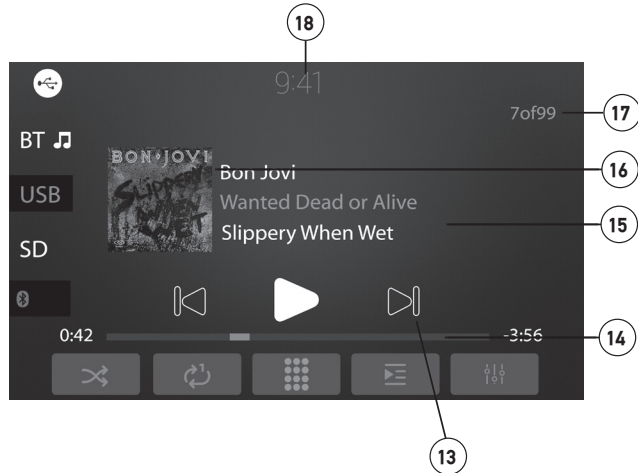 18
9:41
7of99
17
BT
BON JOVI
SLIPPERY WHEN WET
Bon Jovi
16
USB
Wanted Dead or Alive
15
Slippery When Wet
SD
0:42
-3:56
14
1
13